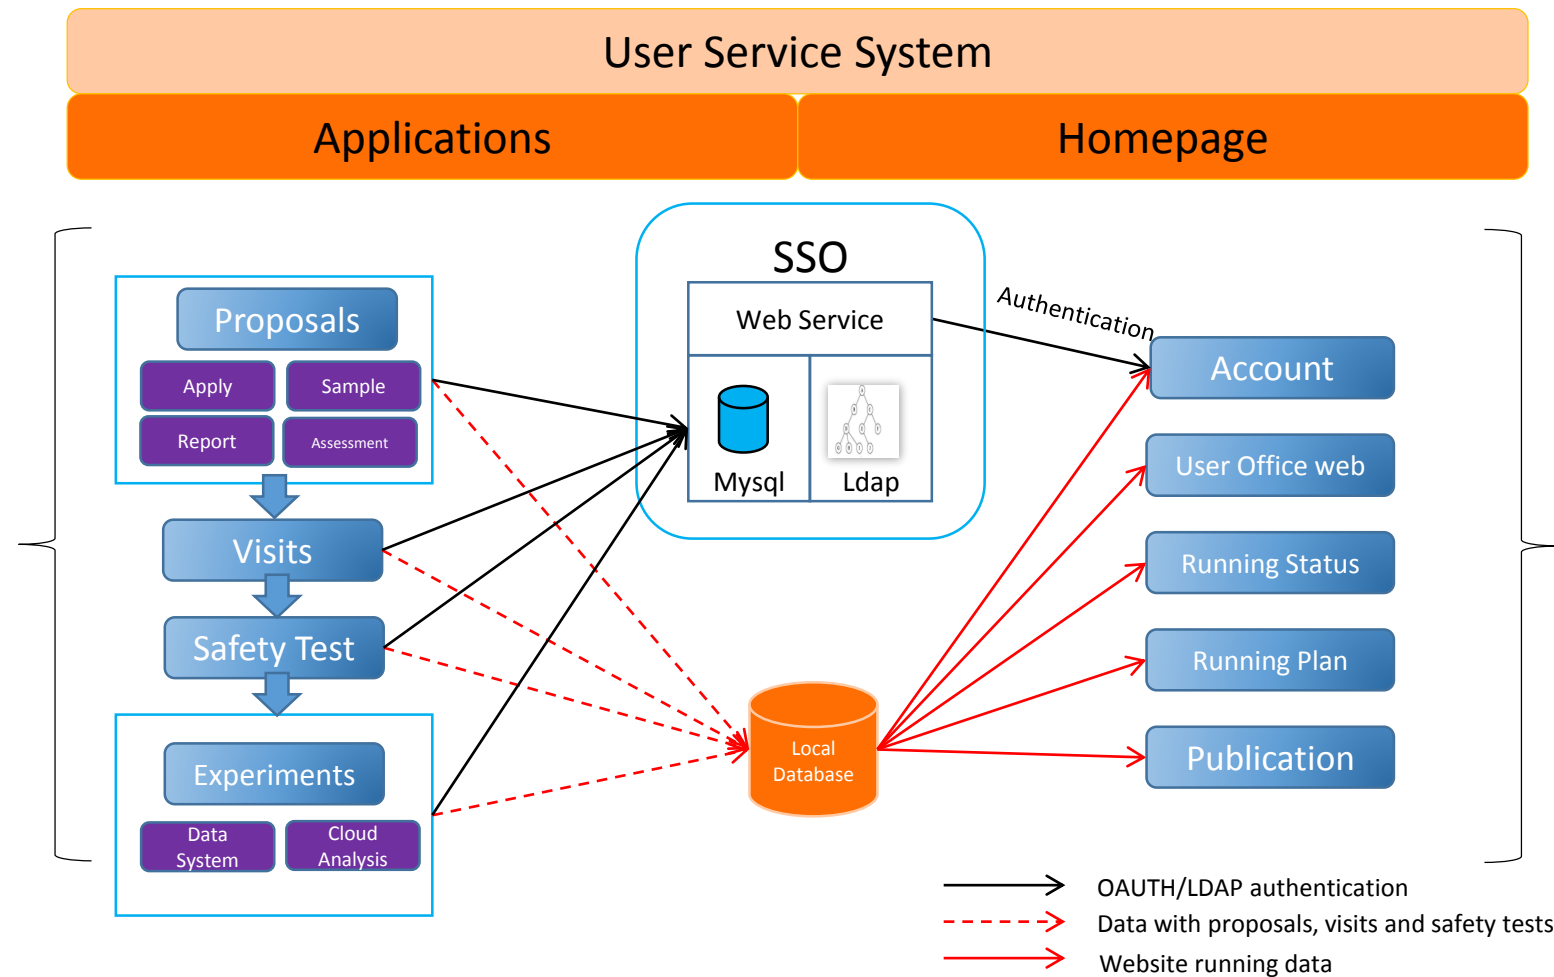 User Service System
Applications
Homepage
SSO
Web Service
Mysql
Ldap
Authentication
Proposals
Apply
Sample
Report
Assessment
Visits
Safety Test
Experiments
Data
System
Cloud
Analysis
Local
Database
Account
User Office web
Running Status
Running Plan
Publication
OAUTH/LDAP authentication
Data with proposals, visits and safety tests
Website running data